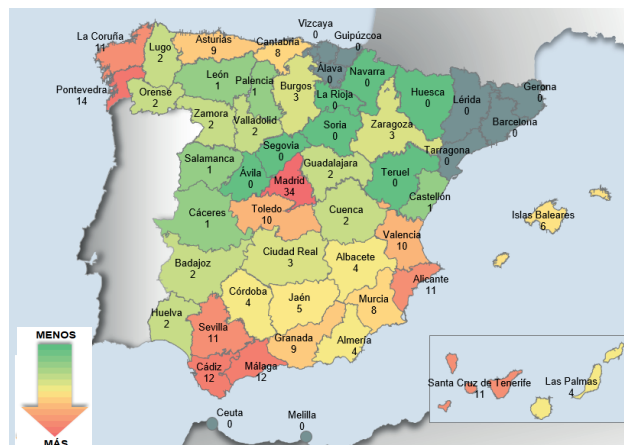 Vizcaya
0
Guipúzcoa
0
La Coruña
11
Lugo
2
Asturias
9
Cantabria
8
Álava
0
Navarra
0
Pontevedra
14
Orense
2
León
1
Palencia
1
Burgos
3
La Rioja
0
Huesca
0
Lérida
0
Gerona
0
Barcelona
0
Zamora
2
Valladolid
2
Soria
0
Zaragoza
3
Tarragona
0
Salamanca
1
Segovia
0
Ávila
0
Madrid
34
Guadalajara
2
Teruel
0
Castellón
1
Cáceres
1
Toledo
10
Cuenca
2
Valencia
10
Islas Baleares
6
Badajoz
2
Ciudad Real
3
Albacete
4
Alicante
11
Huelva
2
Sevilla
11
Córdoba
4
Jaén
5
Murcia
8
Cádiz
12
Málaga
12
Granada
9
Almería
4
MENOS
MÁS
Ceuta
0
Melilla
0
Santa Cruz de Tenerife
11
Las Palmas
4